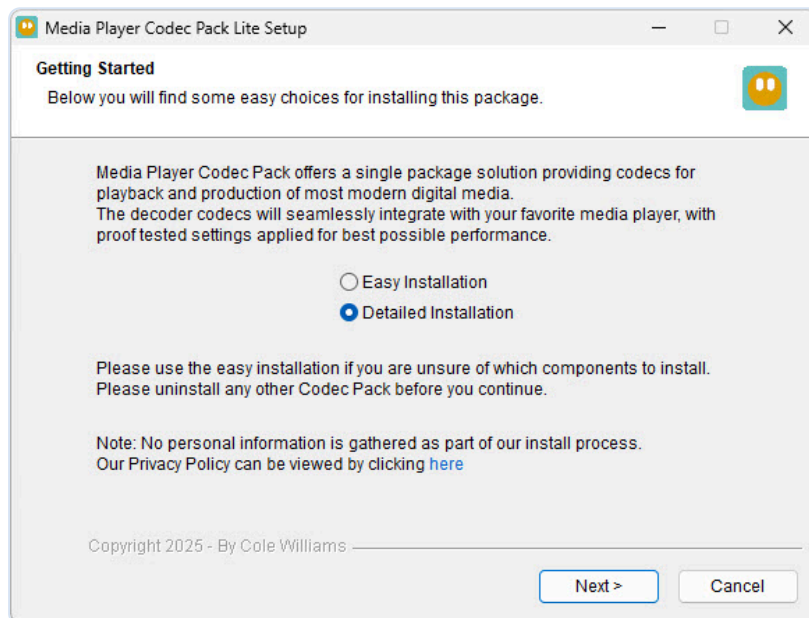 Media Player Codec Pack Lite Setup
Getting Started
Below you will find some easy choices for installing this package.
Media Player Codec Pack offers a single package solution providing codecs for
playback and production of most modern digital media.
The decoder codecs will seamlessly integrate with your favorite media player, with
proof tested settings applied for best possible performance.
Easy Installation
Detailed Installation
Please use the easy installation if you are unsure of which components to install.
Please uninstall any other Codec Pack before you continue.
Note: No personal information is gathered as part of our install process.
Our Privacy Policy can be viewed by clicking here
Copyright 2025 - By Cole Williams
Next > Cancel